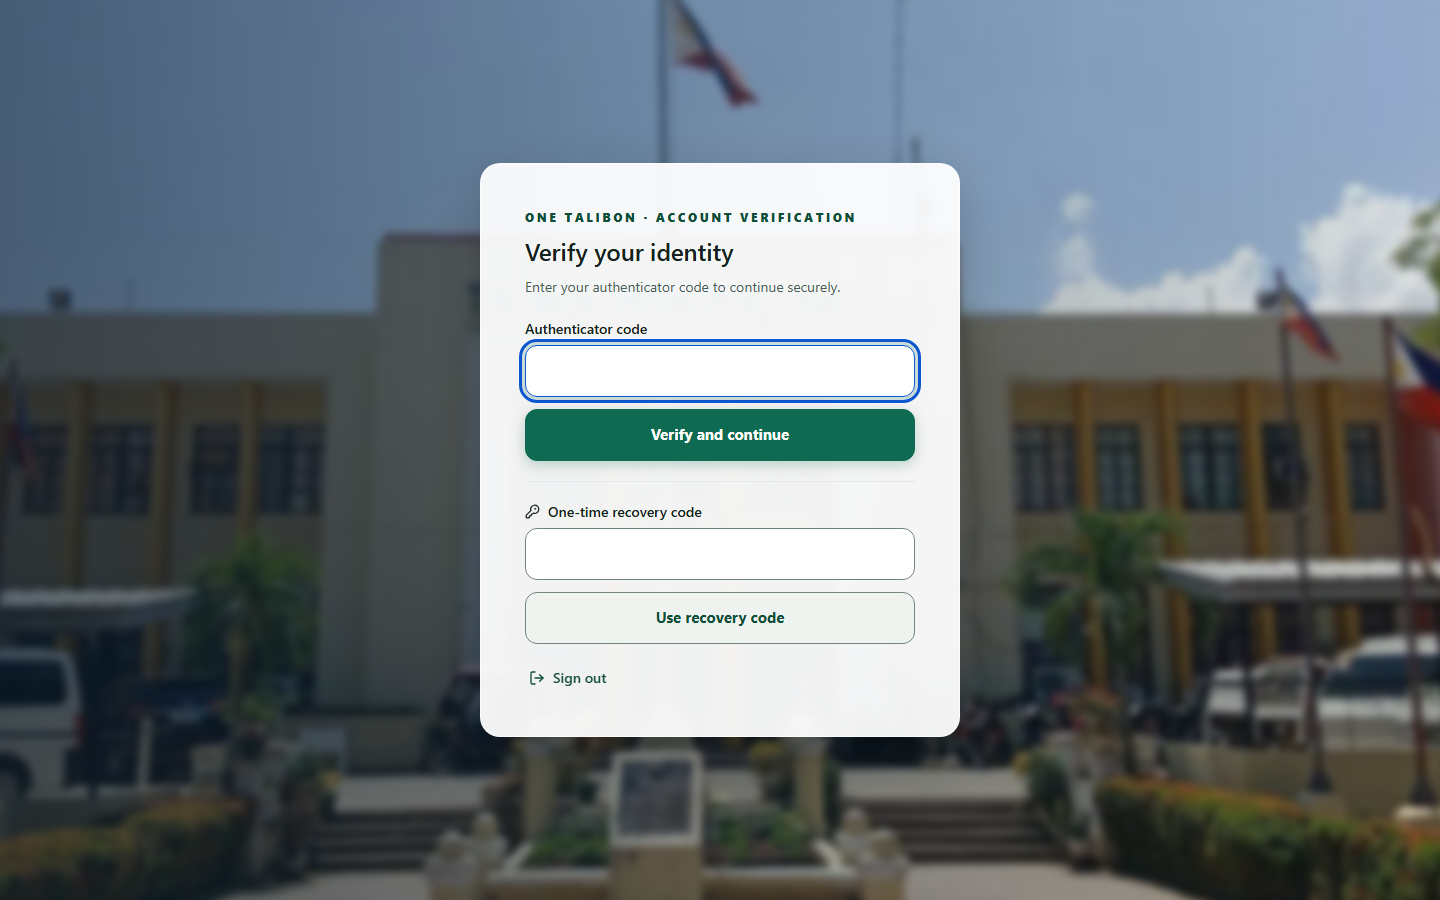 ONE TALIBON · ACCOUNT VERIFICATION
Verify your identity
Enter your authenticator code to continue securely.
Authenticator code
Verify and continue
One-time recovery code
Use recovery code
Sign out